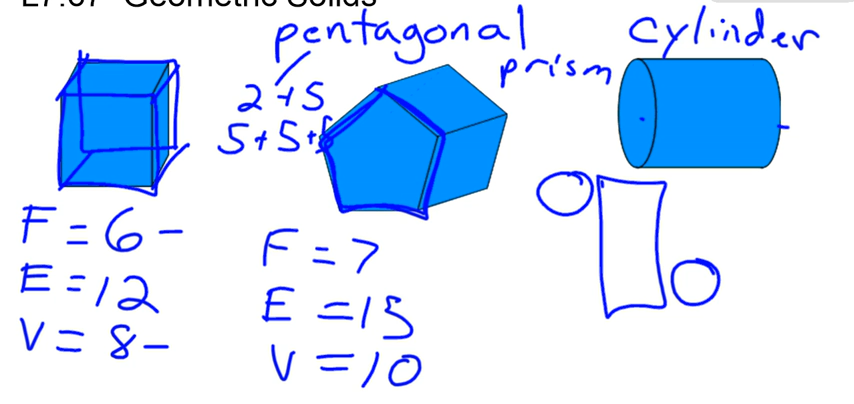 Geometric Solids
pentagonal
prism
cylinder
2+5
5+5+
F = 6 -
E = 12
V = 8 -
F = 7
E = 15
V = 10